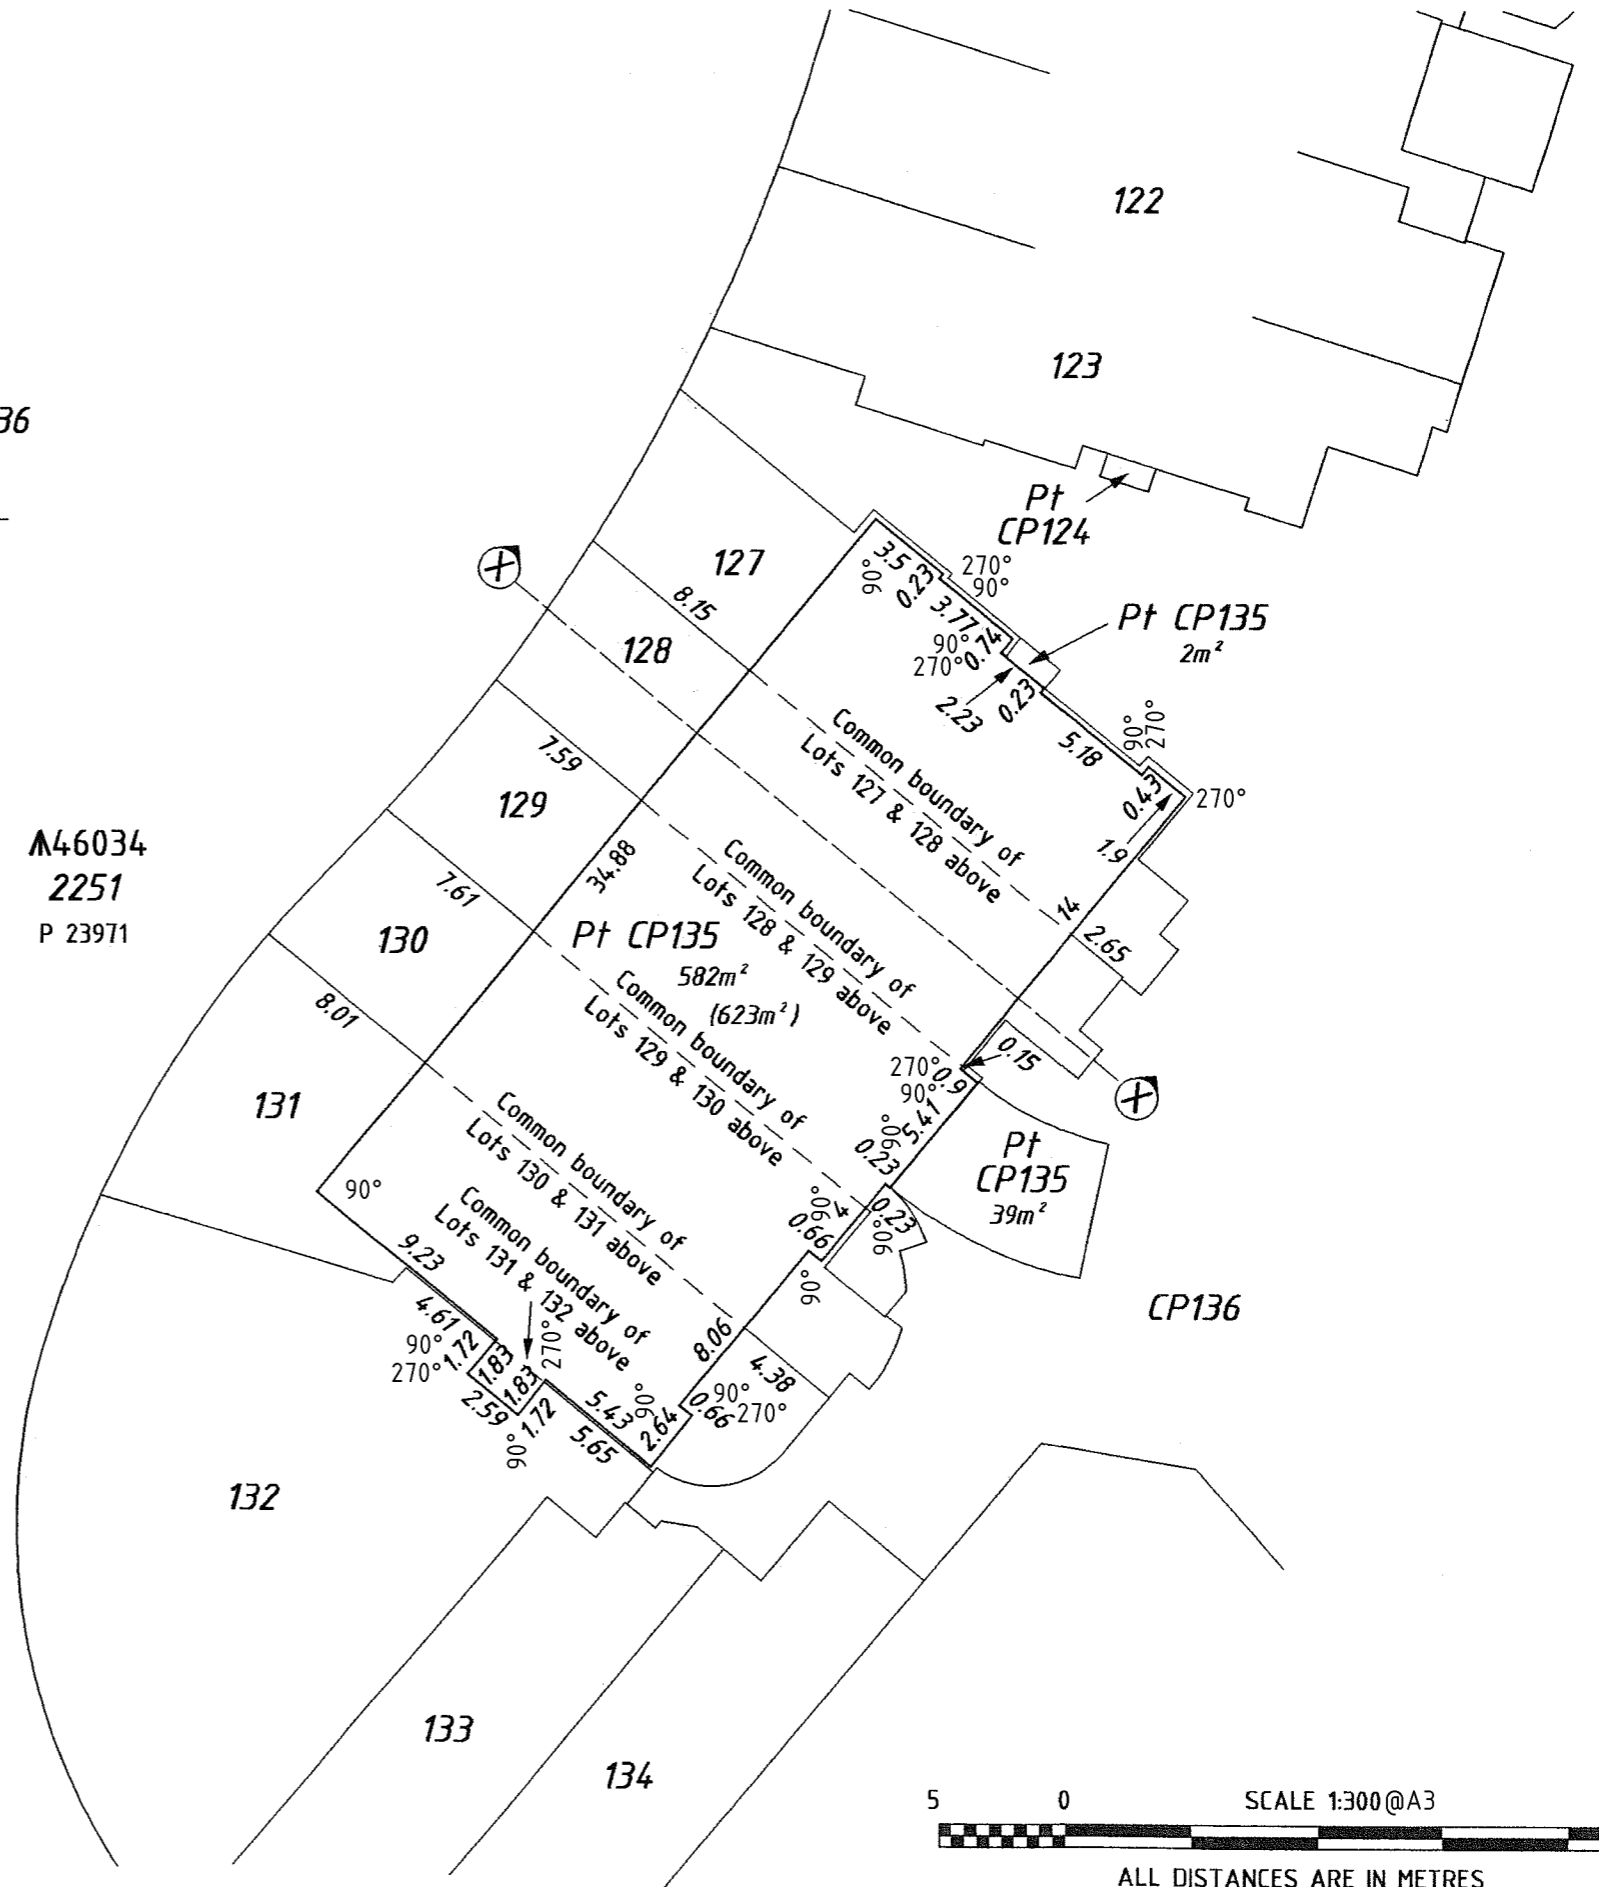 122
123
36
Pt
CP124
127
3.5
90°
0.23
270°
90°
3.77
8.15
Pt CP135
2m²
90°
270°
0.74
128
2.23
0.23
90°
270°
5.18
Common boundary of
Lots 127 & 128 above
7.59
129
0.43
270°
1.9
⩚46034
2251
P 23971
34.88
Common boundary of
Lots 128 & 129 above
14
7.61
130
Pt CP135
582m²
(623m²)
2.65
Common boundary of
Lots 129 & 130 above
8.01
0.15
270°
0.9
90°
131
5.41
90°
0.23
Common boundary of
Lots 130 & 131 above
Pt
CP135
39m²
90°
90°
4
0.66
0.23
90°
Common boundary of
Lots 131 & 132 above
9.23
90°
CP136
4.61
1.72
90°
270°
1.83
1.83
270°
8.06
4.38
2.59
1.72
90°
5.43
5.65
90°
2.64
0.66
90°
270°
132
133
134
5 0 SCALE 1:300@A3
ALL DISTANCES ARE IN METRES